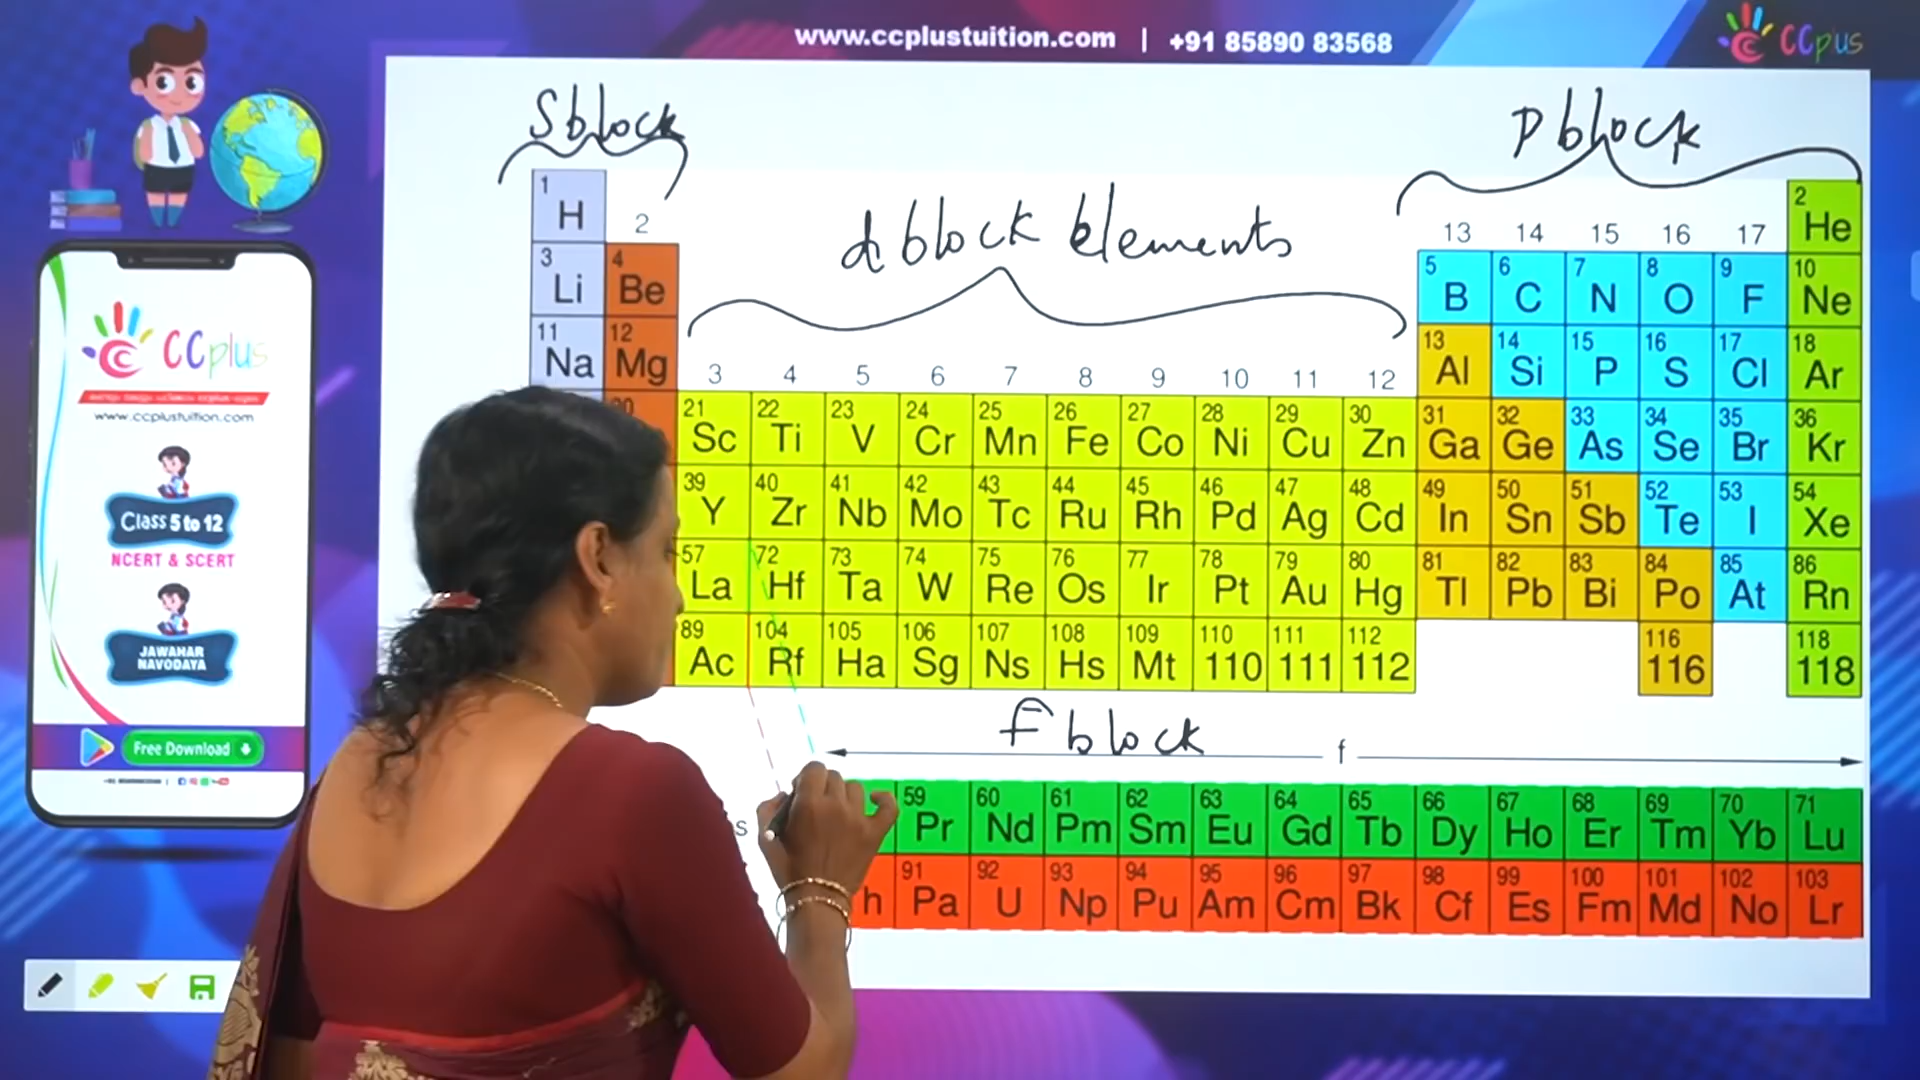 www.ccplustuition.com | +91 85890 83568
CCplus
S block
P block
d block Elements
1 H
2
2 He
13 14 15 16 17
3 Li 4 Be
5 B 6 C 7 N 8 O 9 F 10 Ne
11 Na 12 Mg
3 4 5 6 7 8 9 10 11 12
13 Al 14 Si 15 P 16 S 17 Cl 18 Ar
20 21 Sc 22 Ti 23 V 24 Cr 25 Mn 26 Fe 27 Co 28 Ni 29 Cu 30 Zn 31 Ga 32 Ge 33 As 34 Se 35 Br 36 Kr
39 Y 40 Zr 41 Nb 42 Mo 43 Tc 44 Ru 45 Rh 46 Pd 47 Ag 48 Cd 49 In 50 Sn 51 Sb 52 Te 53 I 54 Xe
57 La 72 Hf 73 Ta 74 W 75 Re 76 Os 77 Ir 78 Pt 79 Au 80 Hg 81 Tl 82 Pb 83 Bi 84 Po 85 At 86 Rn
89 Ac 104 Rf 105 Ha 106 Sg 107 Ns 108 Hs 109 Mt 110 110 111 111 112 112 116 116 118 118
f block
f
s 59 Pr 60 Nd 61 Pm 62 Sm 63 Eu 64 Gd 65 Tb 66 Dy 67 Ho 68 Er 69 Tm 70 Yb 71 Lu
h 91 Pa 92 U 93 Np 94 Pu 95 Am 96 Cm 97 Bk 98 Cf 99 Es 100 Fm 101 Md 102 No 103 Lr
CCplus
www.ccplustuition.com
Class 5 to 12
NCERT & SCERT
JAWAHAR
NAVODAYA
Free Download